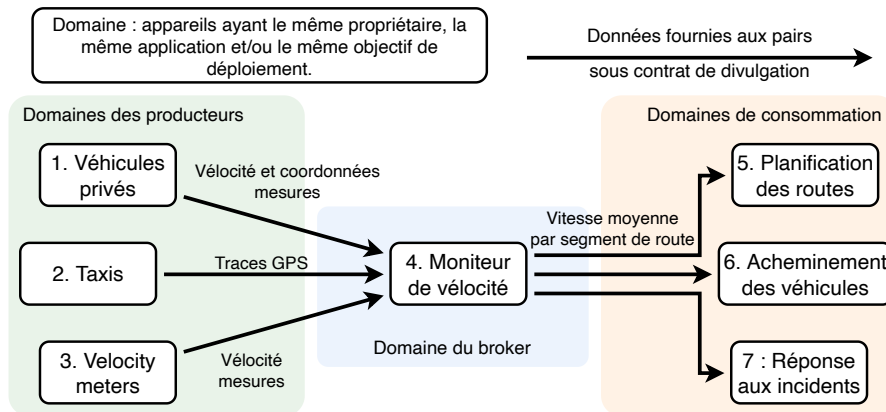 Domaine : appareils ayant le même propriétaire, la
même application et/ou le même objectif de
déploiement.
Données fournies aux pairs
sous contrat de divulgation
Domaines des producteurs
Domaines de consommation
1. Véhicules
privés
Vélocité et coordonnées
mesures
5. Planification
des routes
Vitesse moyenne
par segment de route
2. Taxis
Traces GPS
4. Moniteur
de vélocité
6. Acheminement
des véhicules
3. Velocity
meters
Vélocité
mesures
Domaine du broker
7 : Réponse
aux incidents